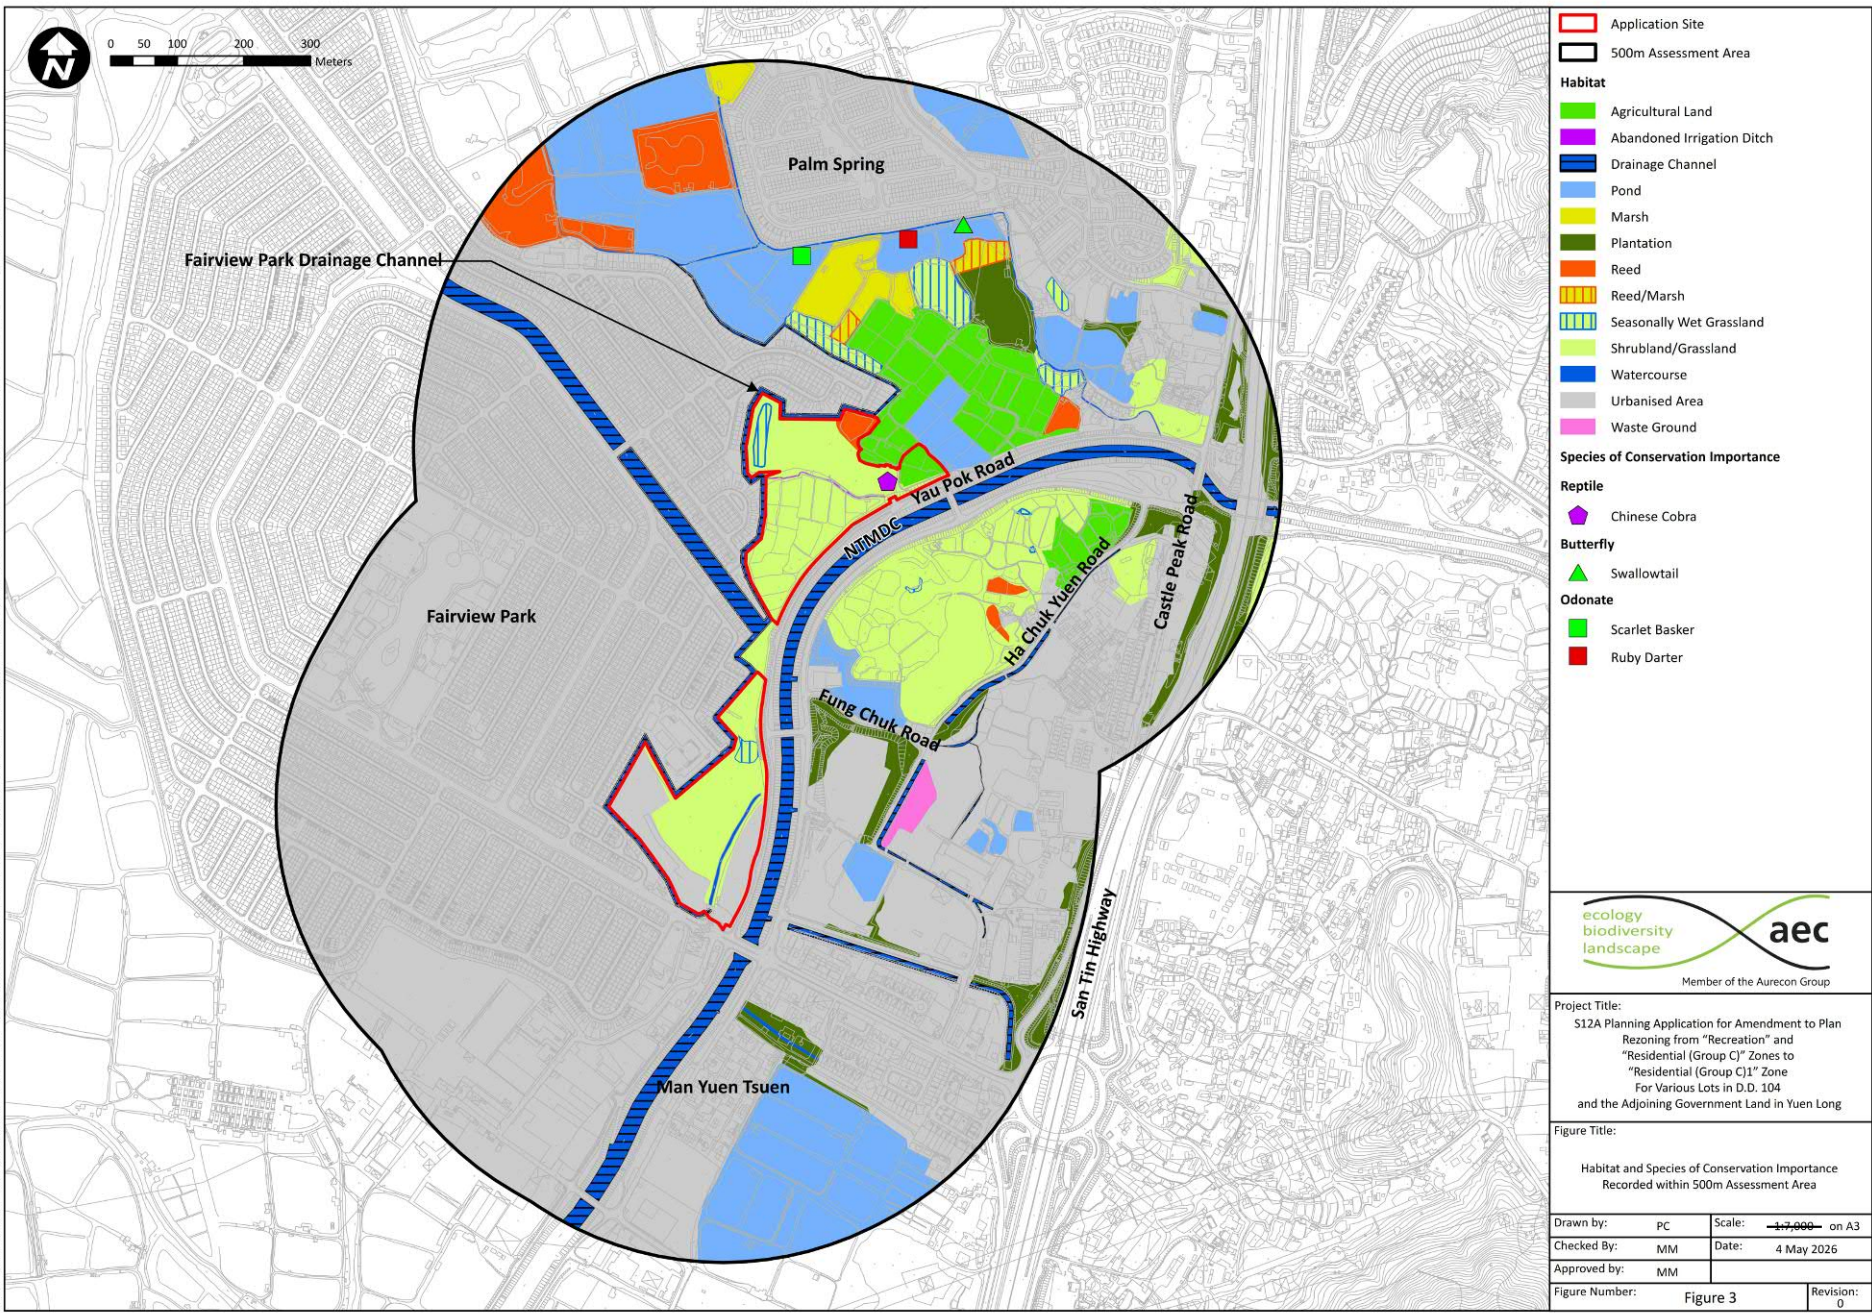 N
0 50 100 200 300
Meters
Palm Spring
Fairview Park Drainage Channel
Yau Pok Road
NTMDC
Castle Peak Road
Ha Chuk Yuen Road
Fairview Park
Fung Chuk Road
San Tin Highway
Man Yuen Tsuen
Application Site
500m Assessment Area
Habitat
Agricultural Land
Abandoned Irrigation Ditch
Drainage Channel
Pond
Marsh
Plantation
Reed
Reed/Marsh
Seasonally Wet Grassland
Shrubland/Grassland
Watercourse
Urbanised Area
Waste Ground
Species of Conservation Importance
Reptile
Chinese Cobra
Butterfly
Swallowtail
Odonate
Scarlet Basker
Ruby Darter
ecology
biodiversity
landscape
aec
Member of the Aurecon Group
Project Title:
S12A Planning Application for Amendment to Plan
Rezoning from "Recreation" and
"Residential (Group C)" Zones to
"Residential (Group C)1" Zone
For Various Lots in D.D. 104
and the Adjoining Government Land in Yuen Long
Figure Title:
Habitat and Species of Conservation Importance
Recorded within 500m Assessment Area
Drawn by: PC Scale: 1:7,000 on A3
Checked By: MM Date: 4 May 2026
Approved by: MM
Figure Number: Figure 3 Revision: 0